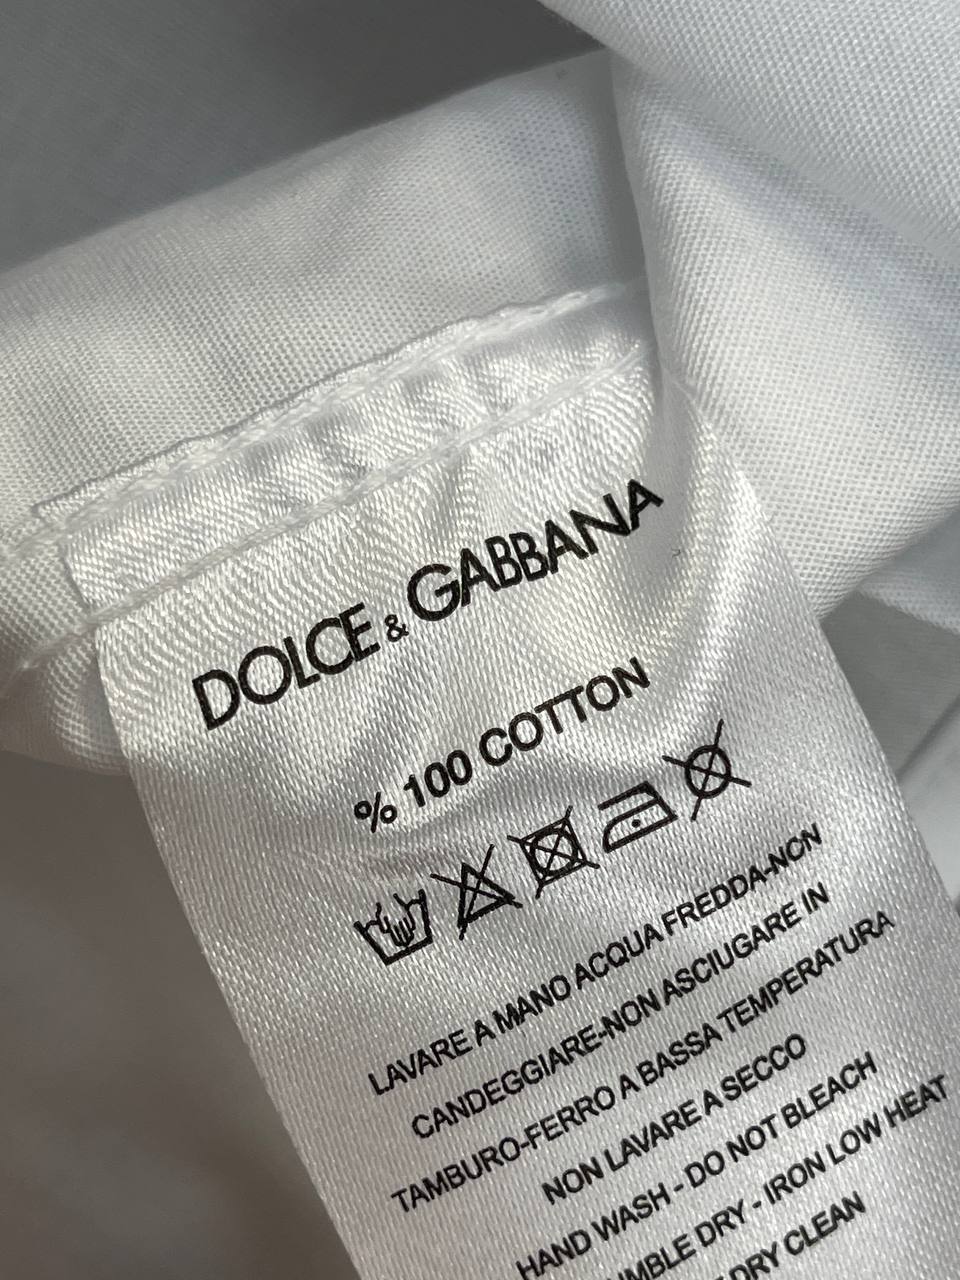 DOLCE & GABBANA
% 100 COTTON
LAVARE A MANO ACQUA FREDDA-NON
CANDEGGIARE-NON ASCIUGARE IN
TAMBURO-FERRO A BASSA TEMPERATURA
NON LAVARE A SECCO
HAND WASH - DO NOT BLEACH
DRY - IRON LOW HEAT
DRY CLEAN